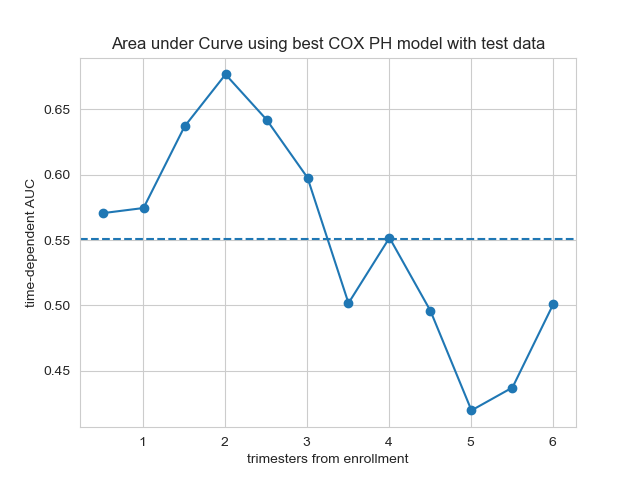 Area under Curve using best COX PH model with test data
time-dependent AUC
0.65
0.60
0.55
0.50
0.45
1 2 3 4 5 6
trimesters from enrollment